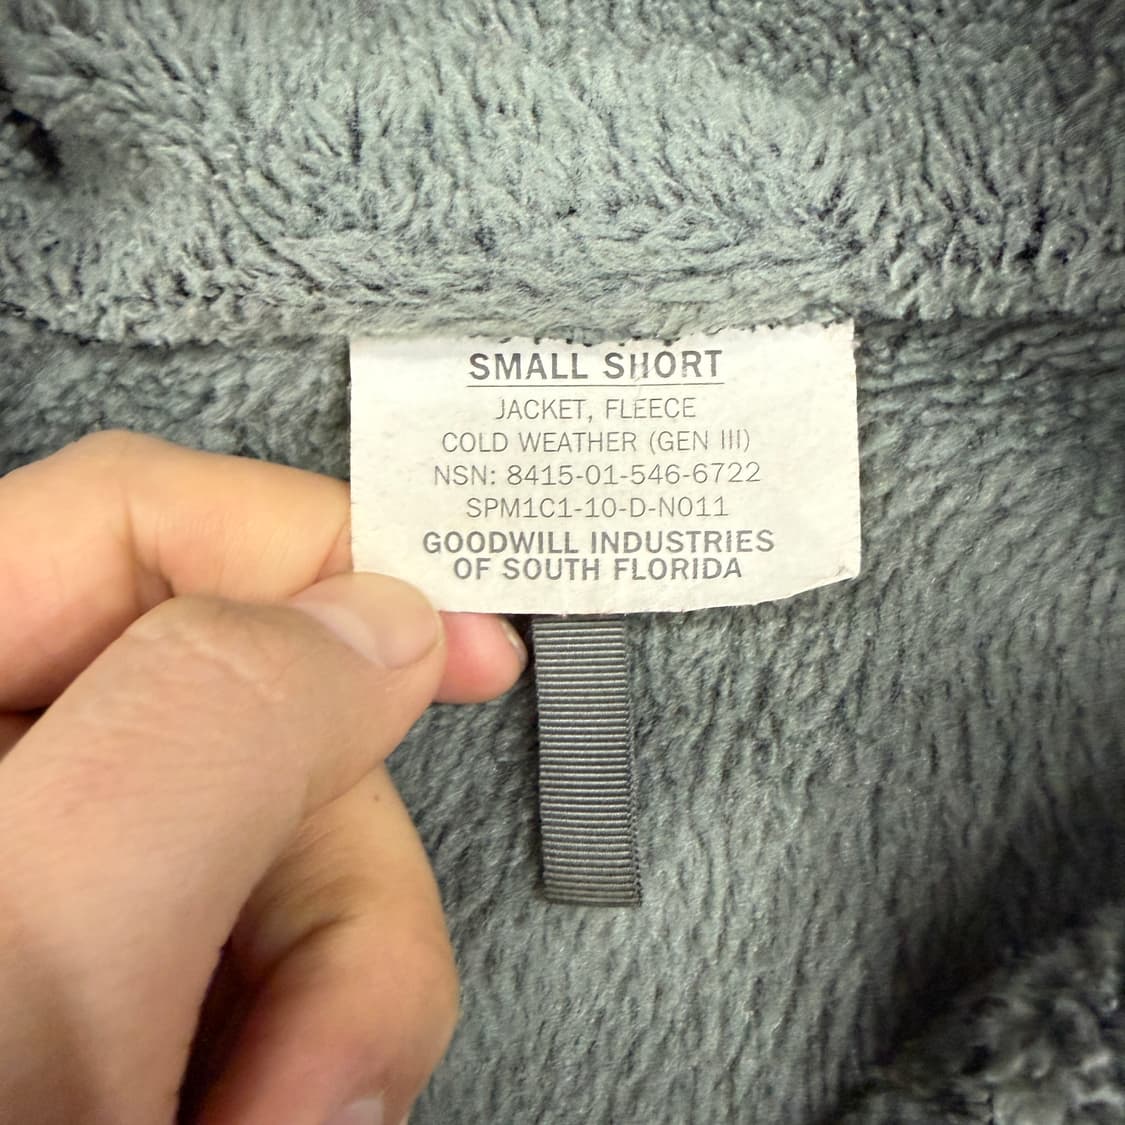 SMALL SHORT
JACKET, FLEECE
COLD WEATHER (GEN III)
NSN: 8415-01-546-6722
SPM1C1-10-D-N011
GOODWILL INDUSTRIES
OF SOUTH FLORIDA